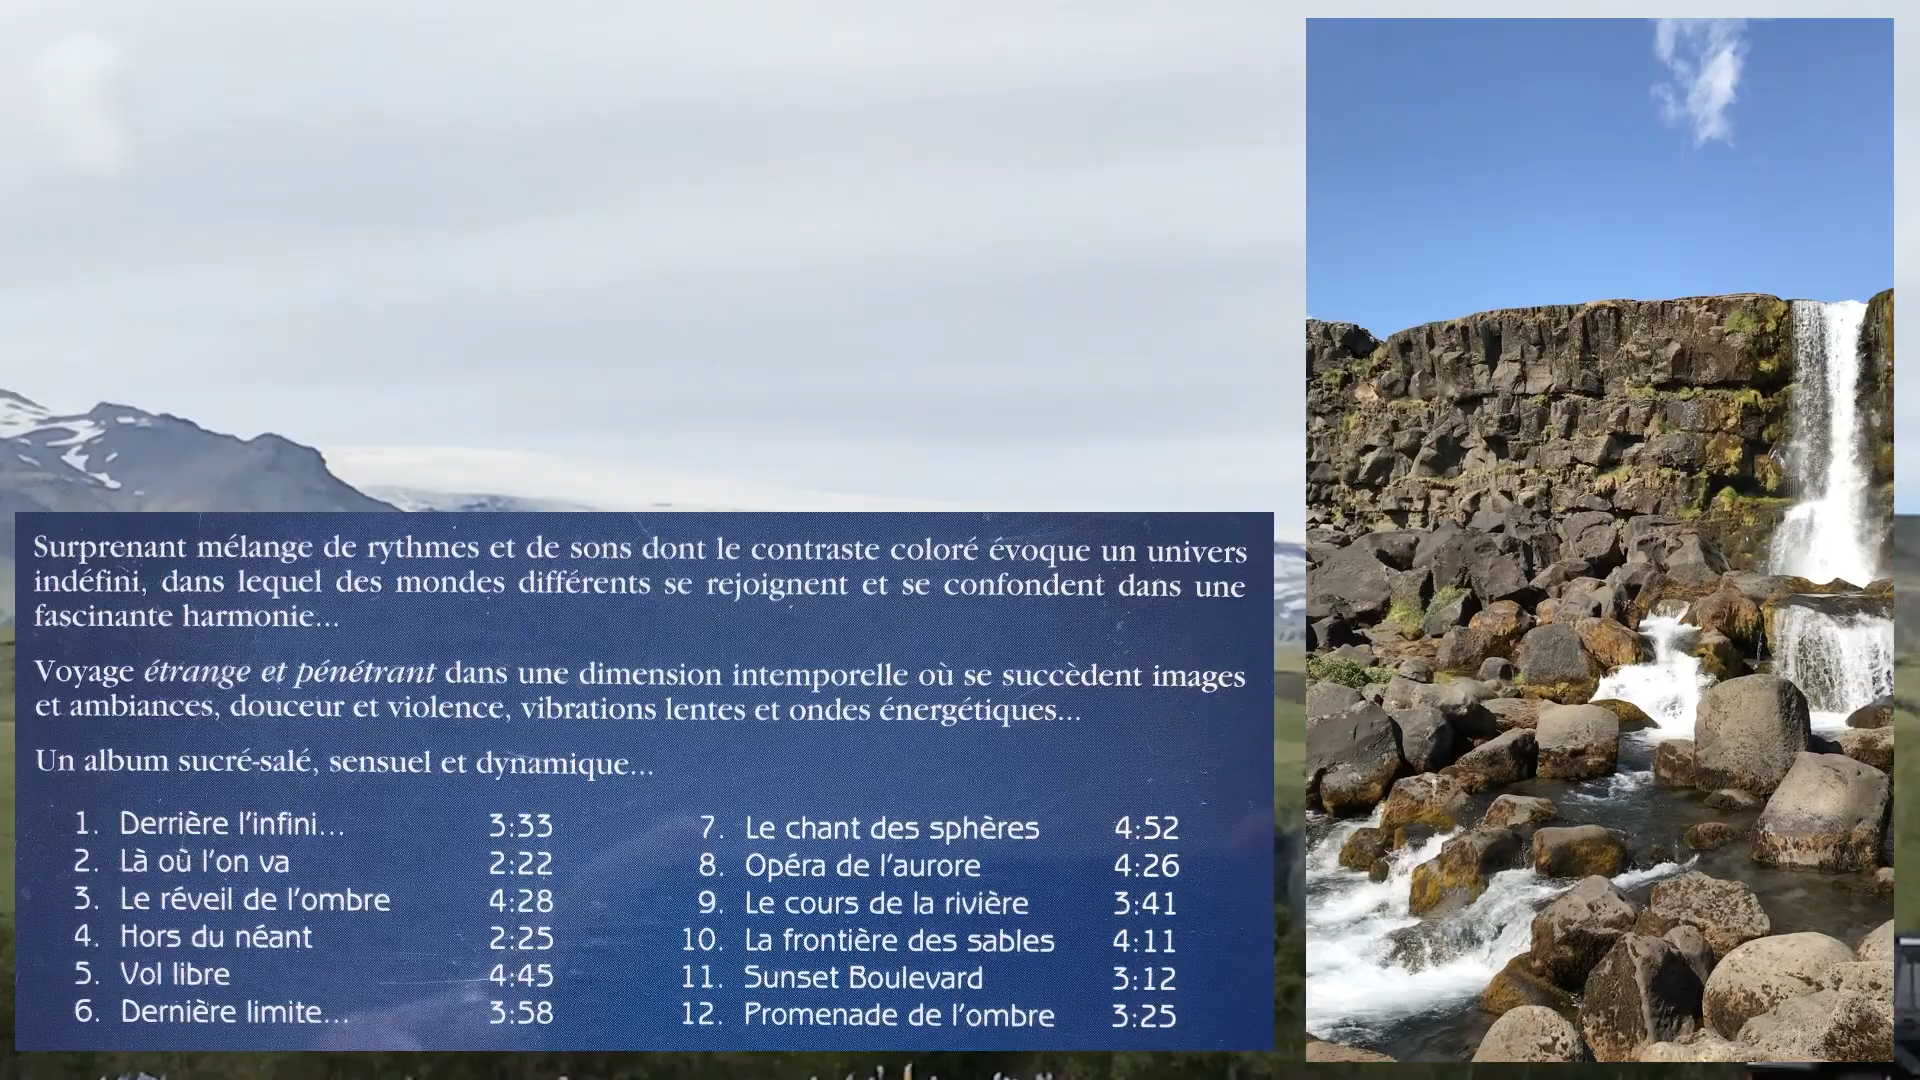 Surprenant mélange de rythmes et de sons dont le contraste coloré évoque un univers
indéfini, dans lequel des mondes différents se rejoignent et se confondent dans une
fascinante harmonie...
Voyage étrange et pénétrant dans une dimension intemporelle où se succèdent images
et ambiances, douceur et violence, vibrations lentes et ondes énergétiques...
Un album sucré-salé, sensuel et dynamique...
1. Derrière l'infini... 3:33
2. Là où l'on va 2:22
3. Le réveil de l'ombre 4:28
4. Hors du néant 2:25
5. Vol libre 4:45
6. Dernière limite... 3:58
7. Le chant des sphères 4:52
8. Opéra de l'aurore 4:26
9. Le cours de la rivière 3:41
10. La frontière des sables 4:11
11. Sunset Boulevard 3:12
12. Promenade de l'ombre 3:25